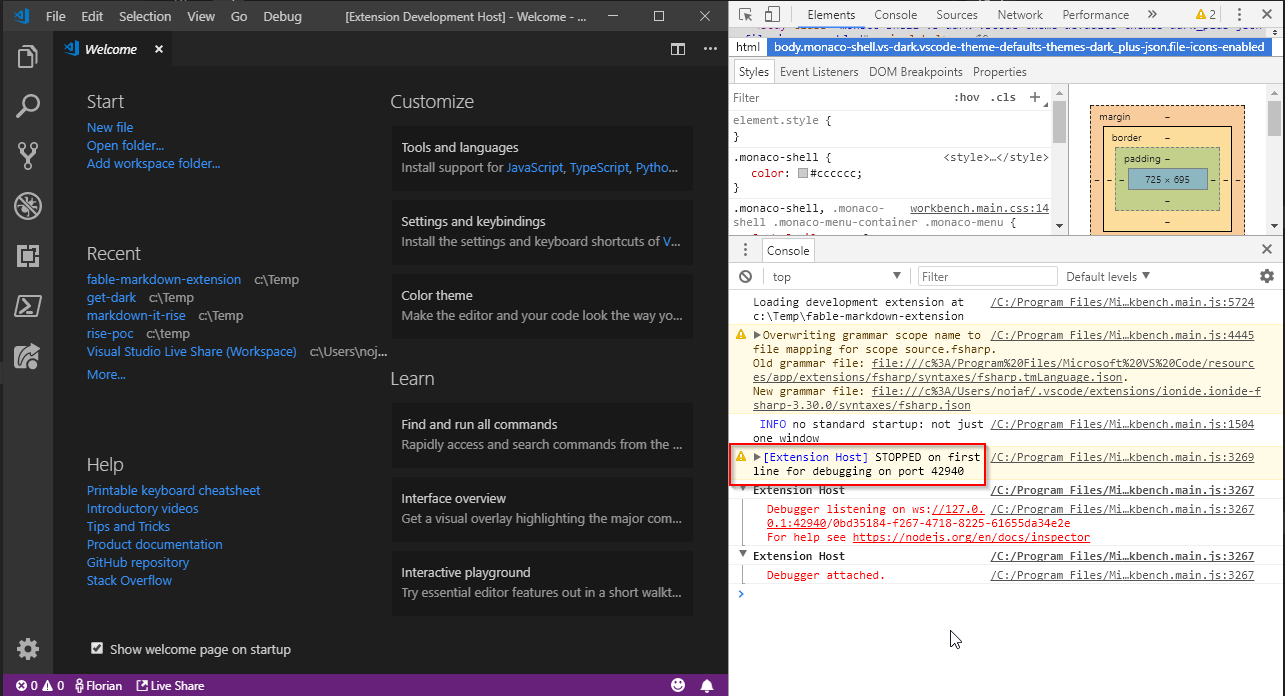 File Edit Selection View Go Debug [Extension Development Host] - Welcome - ...
Welcome
Start
New file
Open folder...
Add workspace folder...
Recent
fable-markdown-extension c:\Temp
get-dark c:\Temp
markdown-it-rise c:\Temp
rise-poc c:\temp
Visual Studio Live Share (Workspace) c:\Users\noj...
More...
Help
Printable keyboard cheatsheet
Introductory videos
Tips and Tricks
Product documentation
GitHub repository
Stack Overflow
Customize
Tools and languages
Install support for JavaScript, TypeScript, Pytho...
Settings and keybindings
Install the settings and keyboard shortcuts of V...
Color theme
Make the editor and your code look the way yo...
Learn
Find and run all commands
Rapidly access and search commands from the ...
Interface overview
Get a visual overlay highlighting the major com...
Interactive playground
Try essential editor features out in a short walkt...
Show welcome page on startup
0 0 Florian Live Share
Elements Console Sources Network Performance » 2
html body.monaco-shell.vs-dark.vscode-theme-defaults-themes-dark_plus-json.file-icons-enabled
Styles Event Listeners DOM Breakpoints Properties
Filter :hov .cls +
element.style {
}
.monaco-shell { <style>…</style>
color: #cccccc;
}
.monaco-shell, .monaco- workbench.main.css:14
shell .monaco-menu-container .monaco-menu {
margin -
border -
padding -
- - - 725 × 695 - - -
-
-
Console
top Filter Default levels
Loading development extension at /C:/Program Files/Mi…kbench.main.js:5724
c:\Temp\fable-markdown-extension
Overwriting grammar scope name to /C:/Program Files/Mi…kbench.main.js:4445
file mapping for scope source.fsharp.
Old grammar file: file:///c%3A/Program%20Files/Microsoft%20VS%20Code/resourc
es/app/extensions/fsharp/syntaxes/fsharp.tmLanguage.json.
New grammar file: file:///c%3A/Users/nojaf/.vscode/extensions/ionide.ionide-f
sharp-3.30.0/syntaxes/fsharp.json
INFO no standard startup: not just /C:/Program Files/Mi…kbench.main.js:1504
one window
[Extension Host] STOPPED on first /C:/Program Files/Mi…kbench.main.js:3269
line for debugging on port 42940
Extension Host /C:/Program Files/Mi…kbench.main.js:3267
Debugger listening on ws://127.0. /C:/Program Files/Mi…kbench.main.js:3267
0.1:42940/0bd35184-f267-4718-8225-61655da34e2e
For help see https://nodejs.org/en/docs/inspector
Extension Host /C:/Program Files/Mi…kbench.main.js:3267
Debugger attached. /C:/Program Files/Mi…kbench.main.js:3267